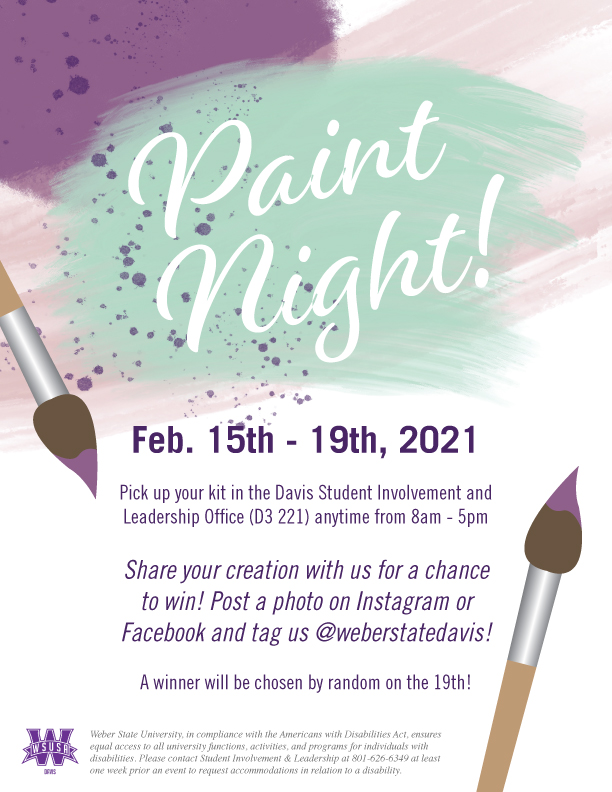 Paint
Night!
Feb. 15th - 19th, 2021
Pick up your kit in the Davis Student Involvement and
Leadership Office (D3 221) anytime from 8am - 5pm
Share your creation with us for a chance
to win! Post a photo on Instagram or
Facebook and tag us @weberstatedavis!
A winner will be chosen by random on the 19th!
W
WSUSA
DAVIS
Weber State University, in compliance with the Americans with Disabilities Act, ensures
equal access to all university functions, activities, and programs for individuals with
disabilities. Please contact Student Involvement & Leadership at 801-626-6349 at least
one week prior an event to request accommodations in relation to a disability.